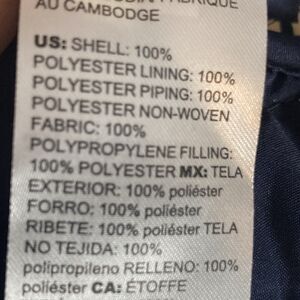 AU CAMBODGE
US: SHELL: 100%
POLYESTER LINING: 100%
POLYESTER PIPING: 100%
POLYESTER NON-WOVEN
FABRIC: 100%
POLYPROPYLENE FILLING:
100% POLYESTER MX: TELA
EXTERIOR: 100% poliéster
FORRO: 100% poliéster
RIBETE: 100% poliéster TELA
NO TEJIDA: 100%
polipropileno RELLENO: 100%
poliéster CA: ÉTOFFE